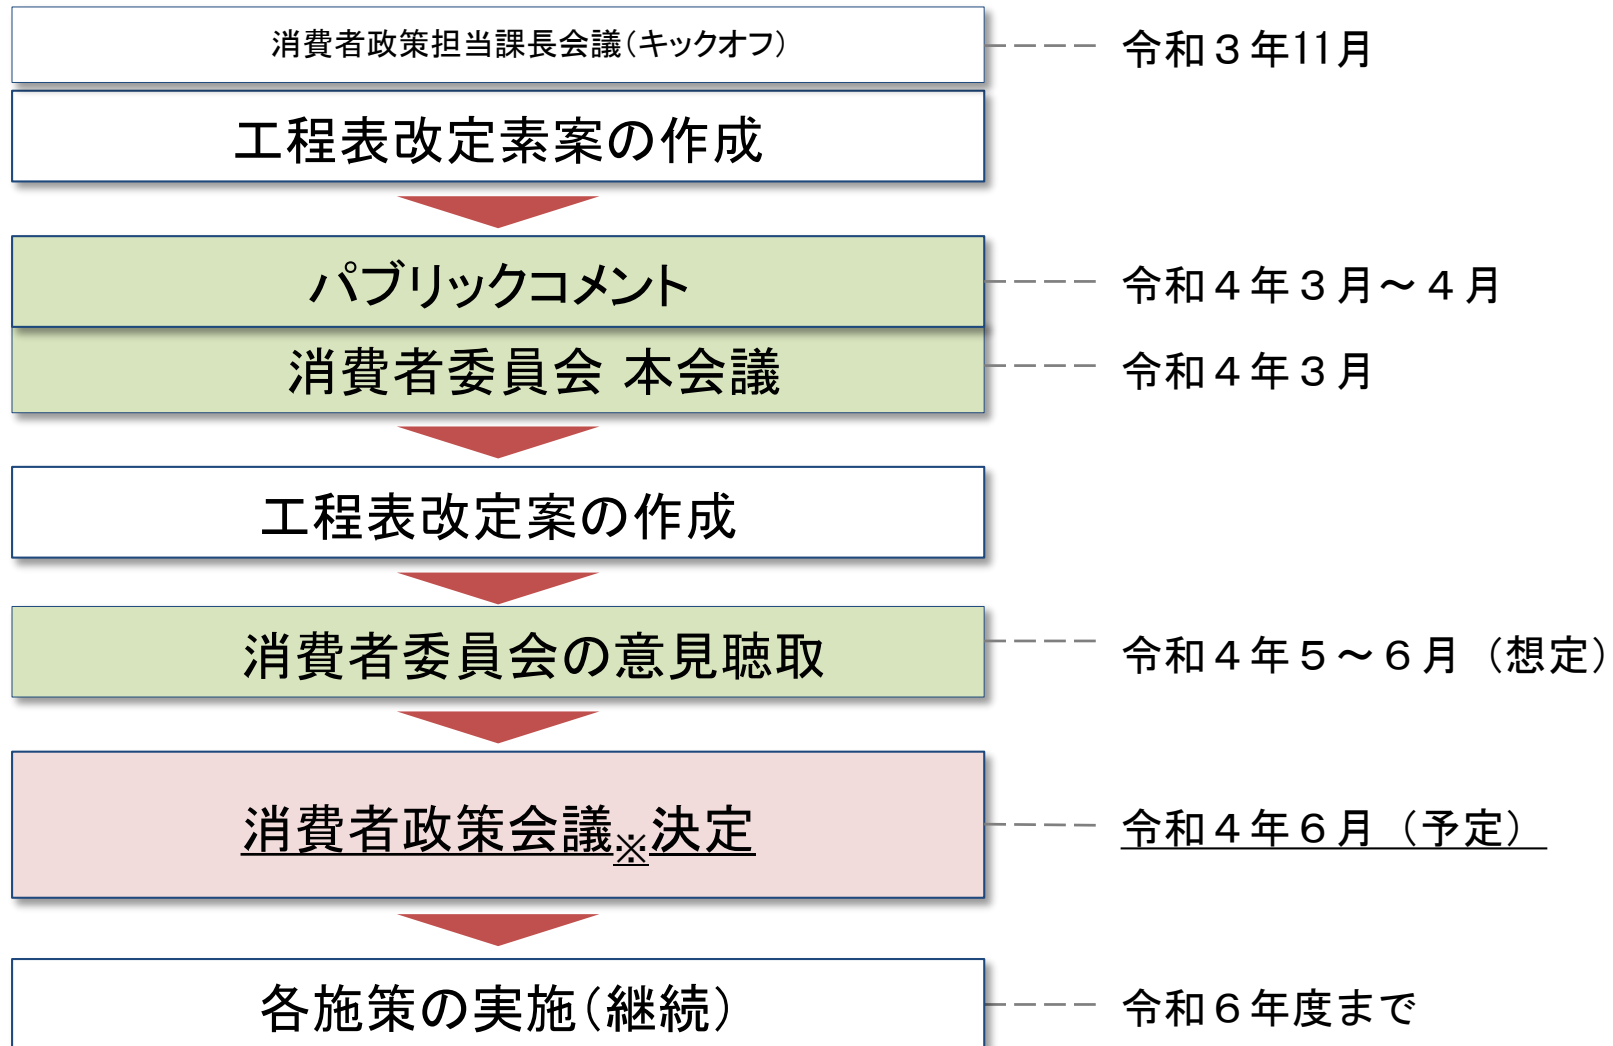 消費者政策担当課長会議(キックオフ)
令和３年11月
工程表改定素案の作成
パブリックコメント
令和４年３月～４月
消費者委員会 本会議
令和４年３月
工程表改定案の作成
消費者委員会の意見聴取
令和４年５～６月（想定）
消費者政策会議※決定
令和４年６月（予定）
各施策の実施(継続)
令和６年度まで